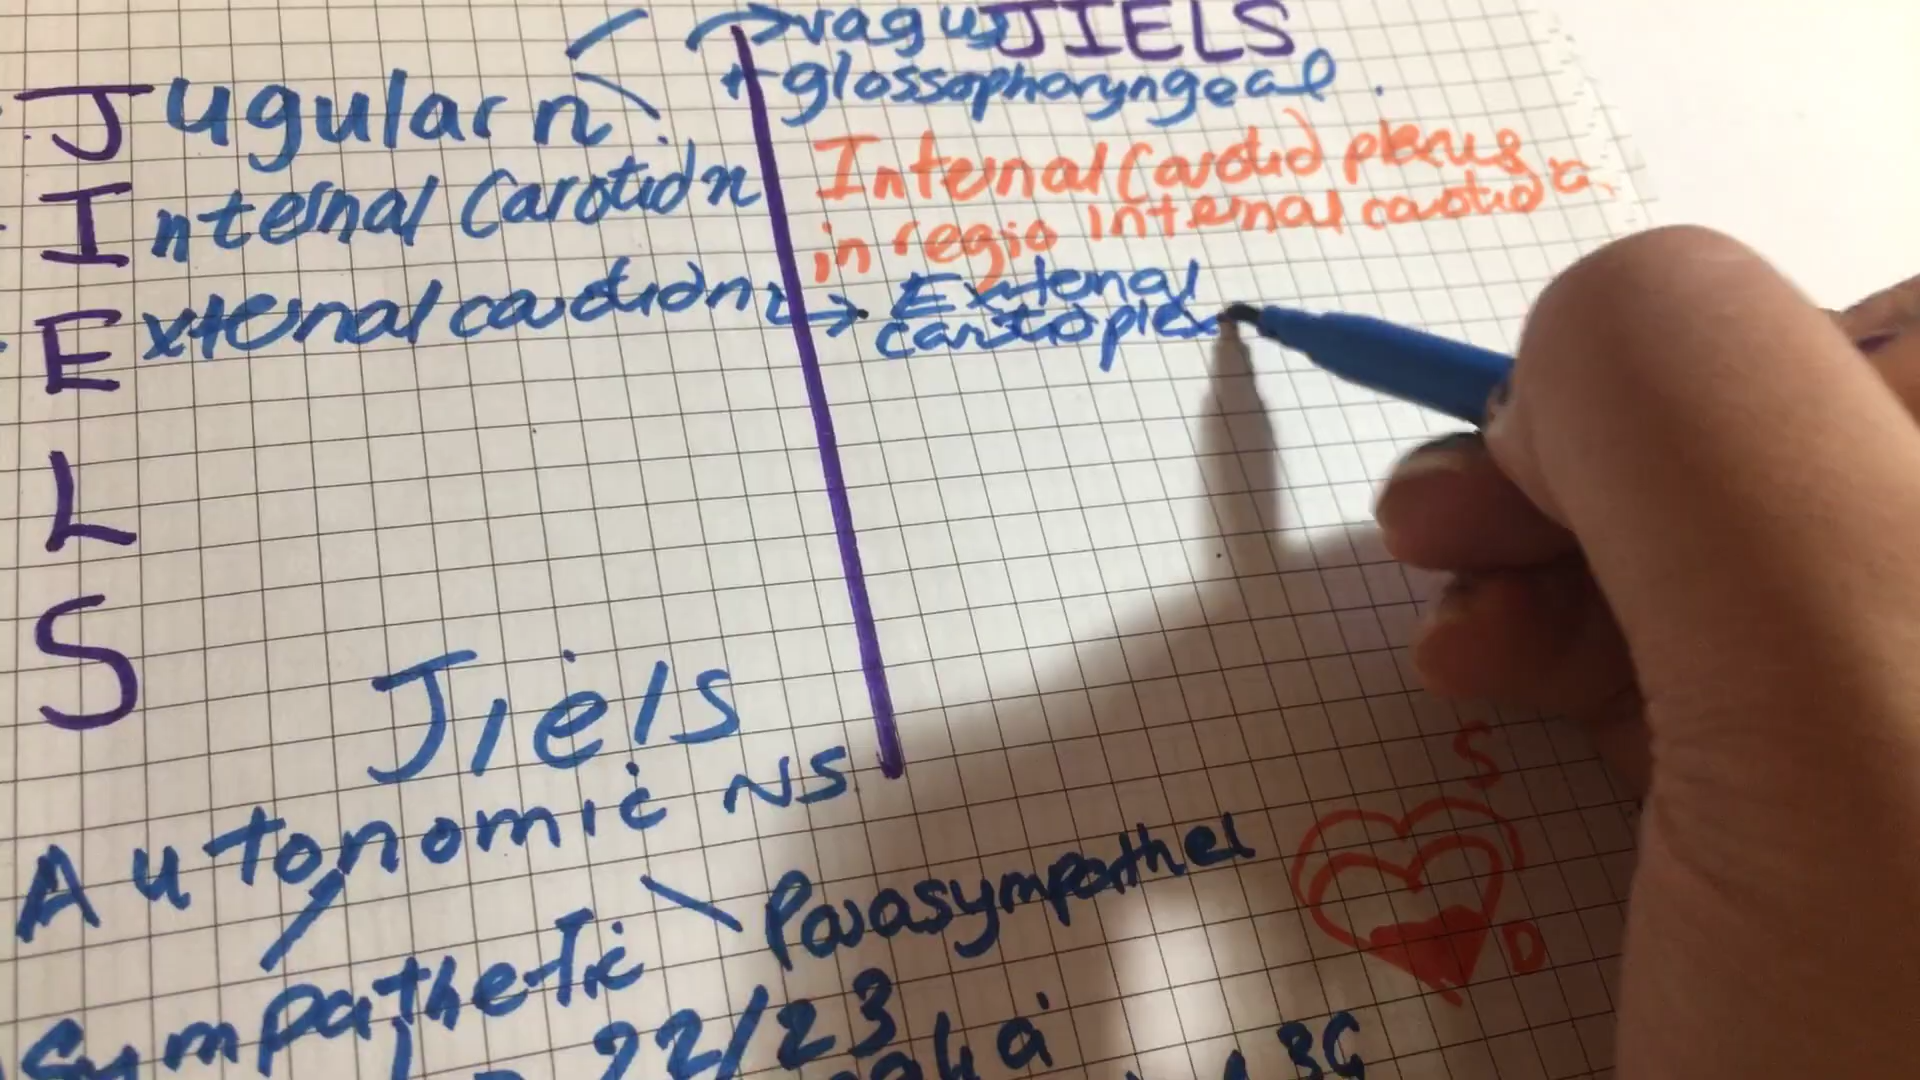 vagus JIELS
Jugular n + glossopharyngeal.
Internal Carotid n
Internal Carotid plexus
in regio Internal carotid a
External carotid n → External
carotid plex
L
S
Jiels
Autonomic NS
Sympathetic Parasympathet
S
D
22/23